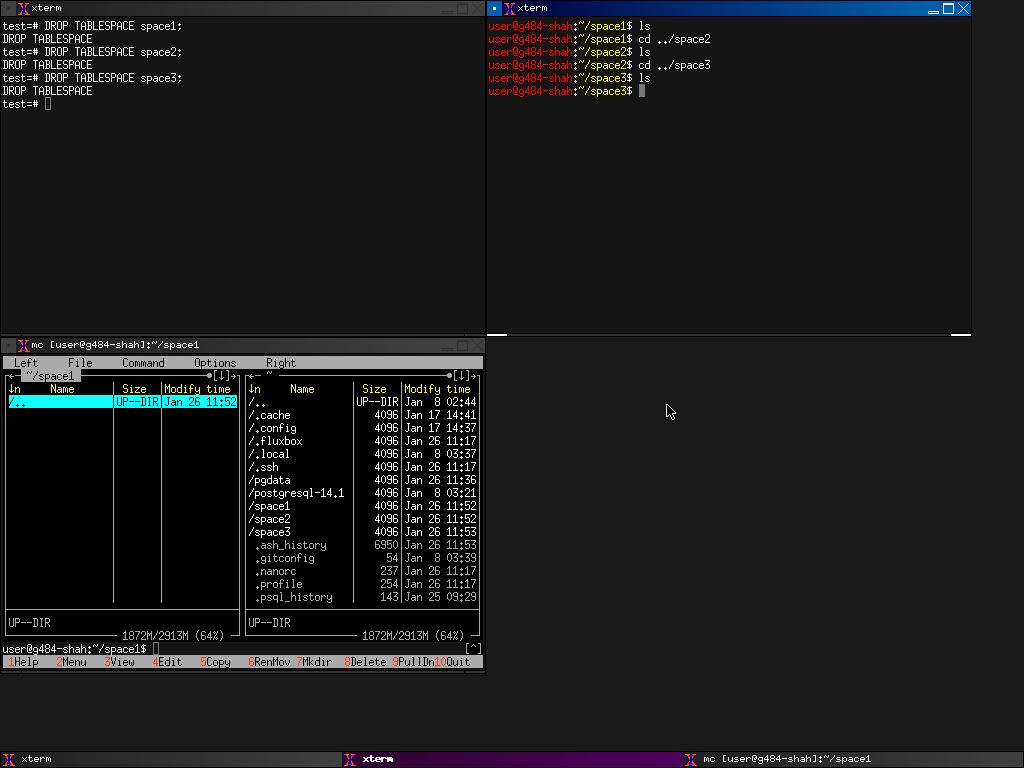 xterm
test=# DROP TABLESPACE space1;
DROP TABLESPACE
test=# DROP TABLESPACE space2;
DROP TABLESPACE
test=# DROP TABLESPACE space3;
DROP TABLESPACE
test=#
xterm
user@g484-shah:~/space1$ ls
user@g484-shah:~/space1$ cd ../space2
user@g484-shah:~/space2$ ls
user@g484-shah:~/space2$ cd ../space3
user@g484-shah:~/space3$ ls
user@g484-shah:~/space3$
mc [user@g484-shah]:~/space1
Left File Command Options Right
~/space1 [↓]
↓n Name Size Modify time
/.. UP--DIR Jan 26 11:52
UP--DIR
1872M/2913M (64%)
~ [↓]
↓n Name Size Modify time
/.. UP--DIR Jan 8 02:44
/.cache 4096 Jan 17 14:41
/.config 4096 Jan 17 14:37
/.fluxbox 4096 Jan 26 11:17
/.local 4096 Jan 8 03:37
/.ssh 4096 Jan 26 11:17
/pgdata 4096 Jan 26 11:36
/postgresql-14.1 4096 Jan 8 03:21
/space1 4096 Jan 26 11:52
/space2 4096 Jan 26 11:52
/space3 4096 Jan 26 11:53
.ash_history 6950 Jan 26 11:53
.gitconfig 54 Jan 8 03:39
.nanorc 237 Jan 26 11:17
.profile 254 Jan 26 11:17
.psql_history 143 Jan 25 09:29
UP--DIR
1872M/2913M (64%)
user@g484-shah:~/space1$ [^]
1Help 2Menu 3View 4Edit 5Copy 6RenMov 7Mkdir 8Delete 9PullDn 10Quit
xterm
xterm
mc [user@g484-shah]:~/space1